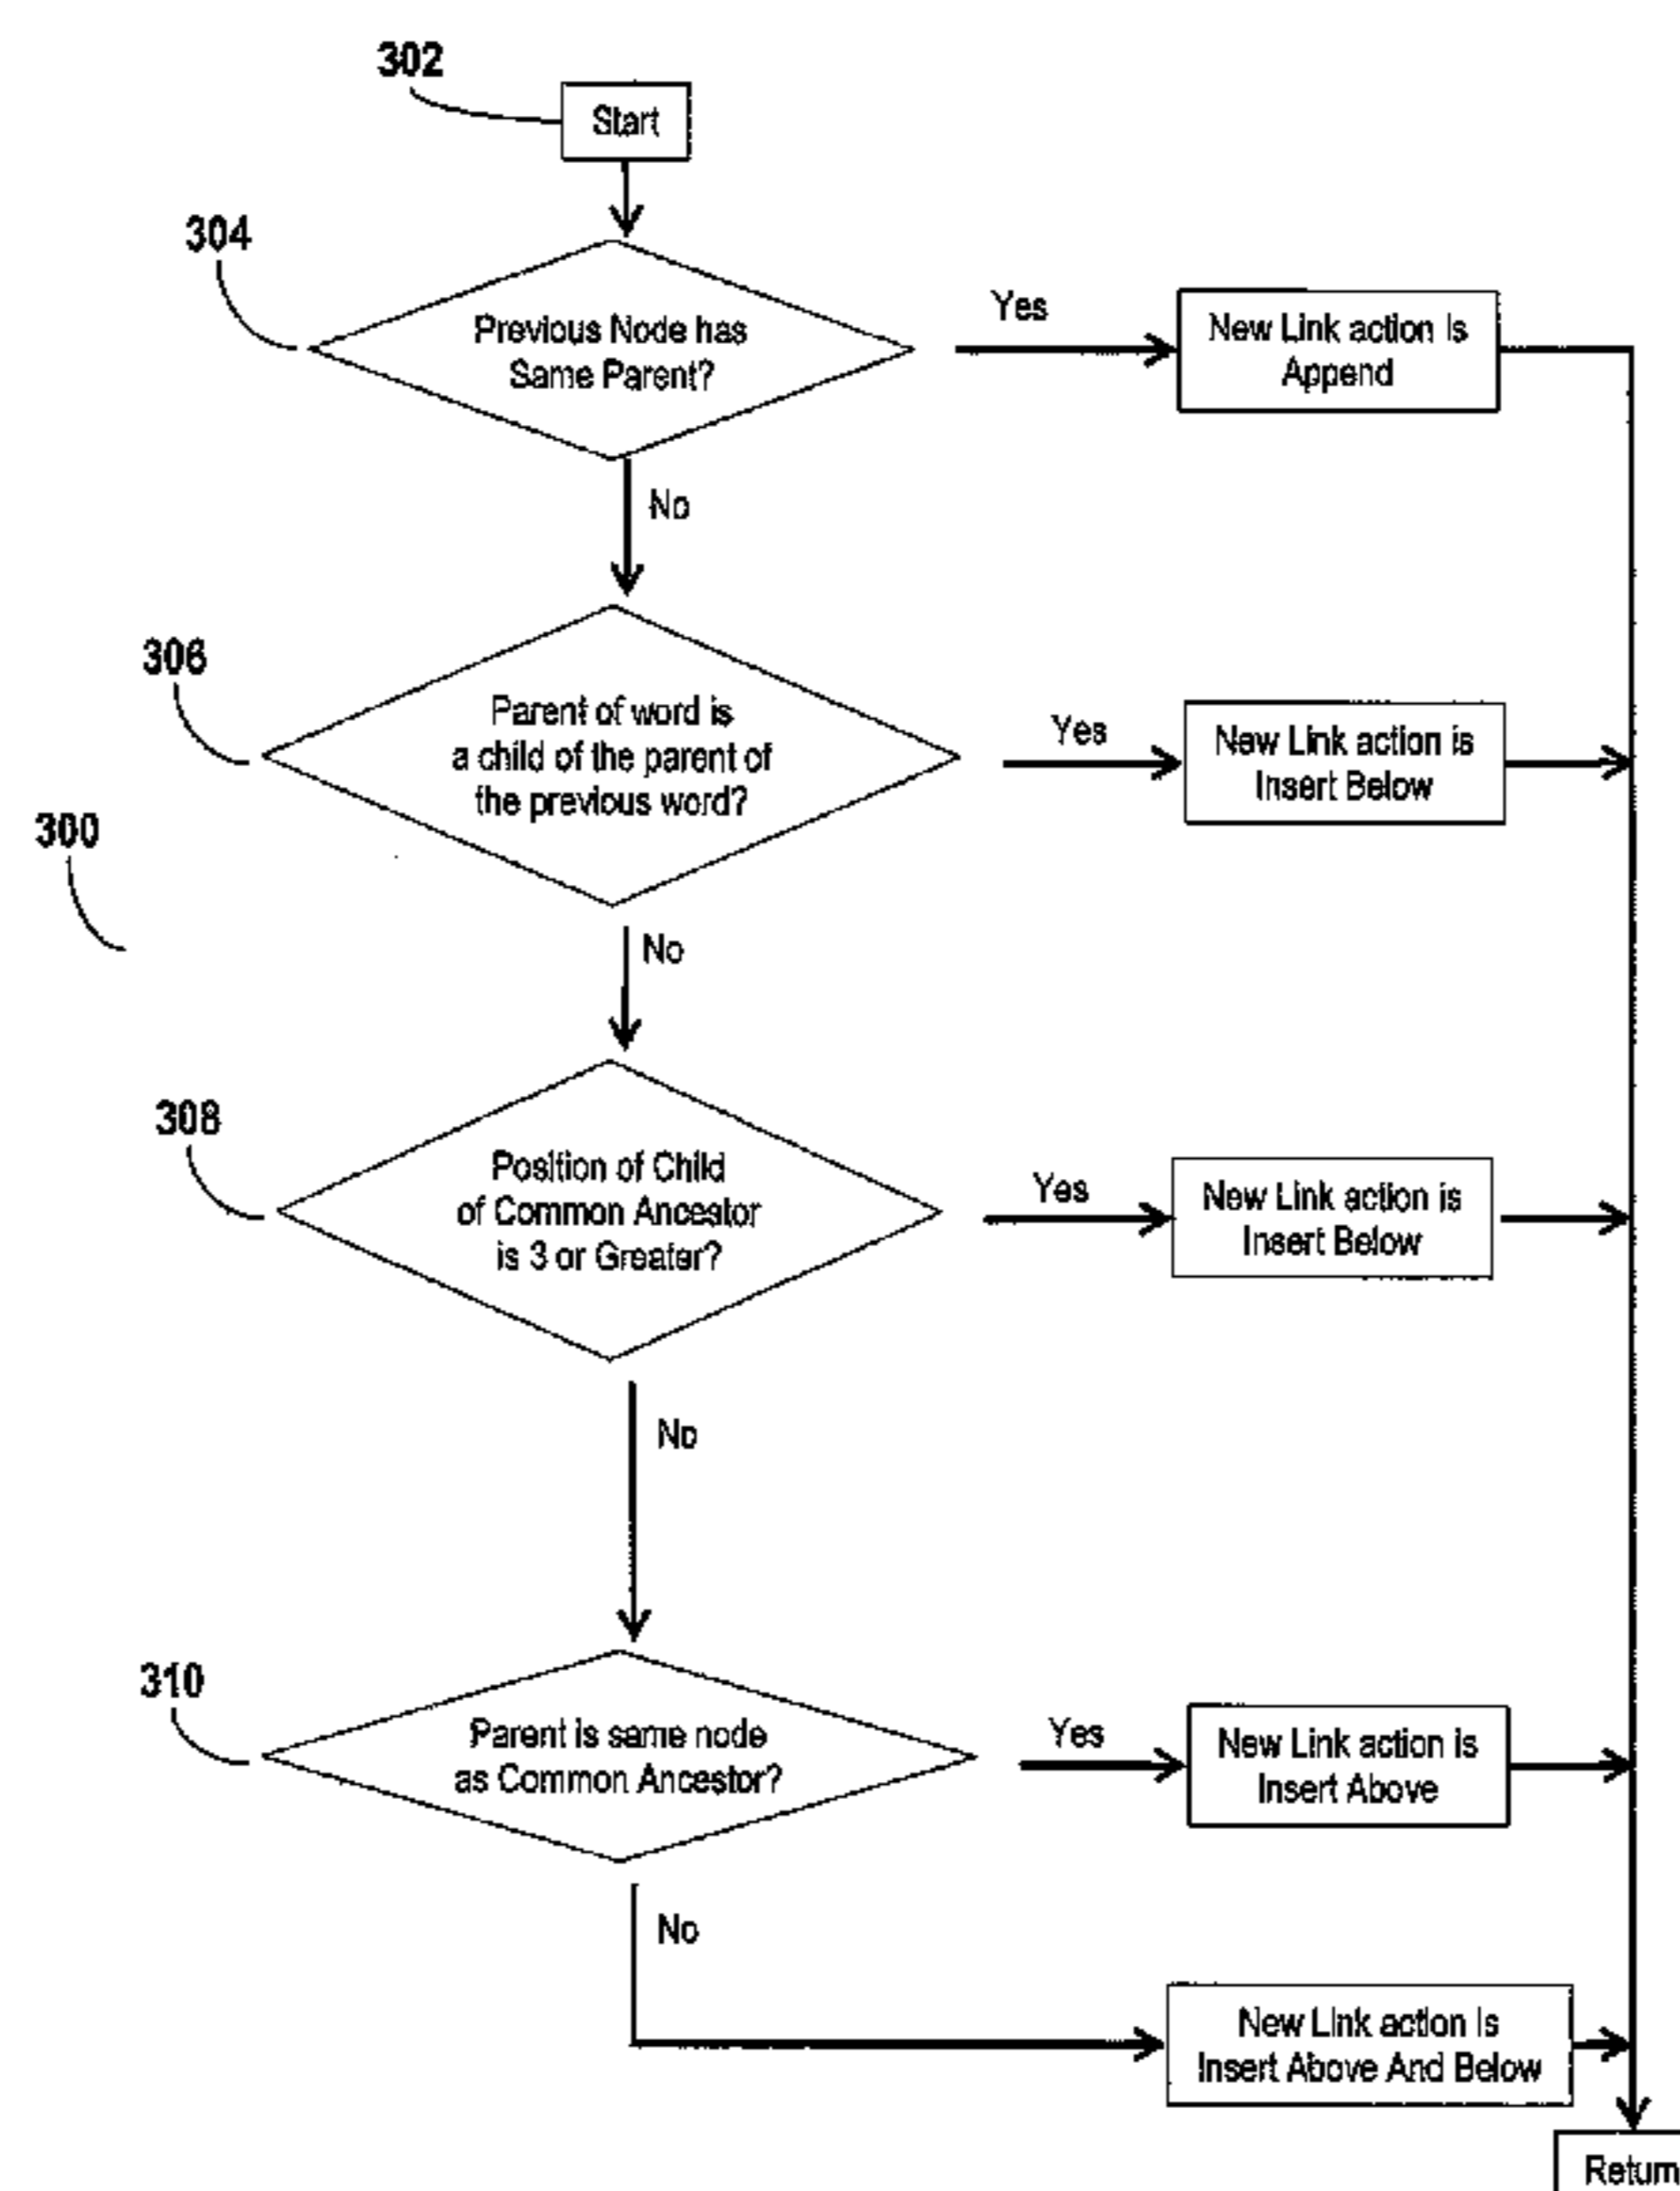 302
Start
304
Previous Node has
Same Parent?
Yes
New Link action is
Append
No
306
Parent of word is
a child of the parent of
the previous word?
Yes
New Link action is
Insert Below
300
No
308
Position of Child
of Common Ancestor
is 3 or Greater?
Yes
New Link action is
Insert Below
No
310
Parent is same node
as Common Ancestor?
Yes
New Link action is
Insert Above
No
New Link action is
Insert Above And Below
Return